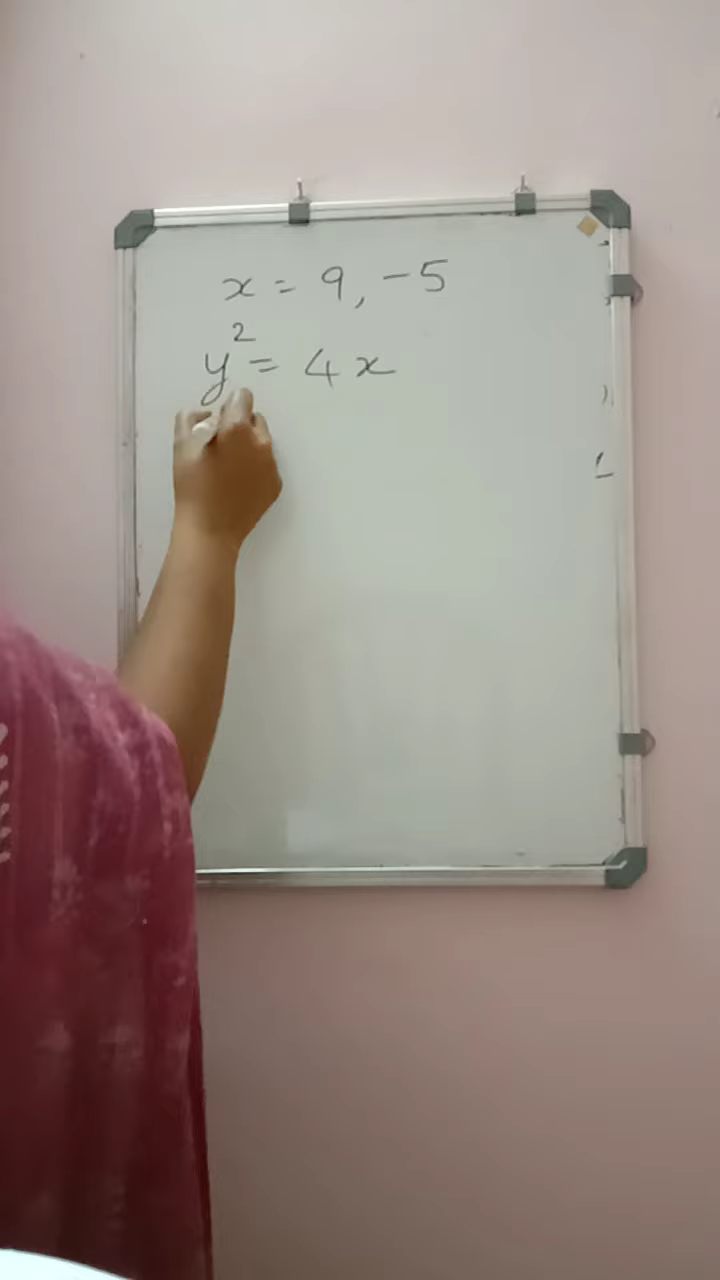 x = 9, -5
y² = 4x